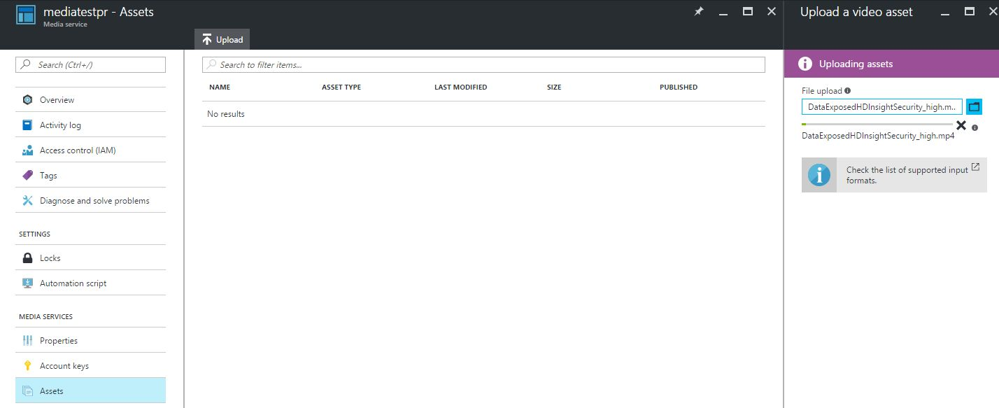 mediatestpr - Assets
Media service
Upload
Search (Ctrl+/)
Overview
Activity log
Access control (IAM)
Tags
Diagnose and solve problems
SETTINGS
Locks
Automation script
MEDIA SERVICES
Properties
Account keys
Assets
Search to filter items...
NAME ASSET TYPE LAST MODIFIED SIZE PUBLISHED
No results
Upload a video asset
Uploading assets
File upload
DataExposedHDInsightSecurity_high.m..
DataExposedHDInsightSecurity_high.mp4
Check the list of supported input
formats.